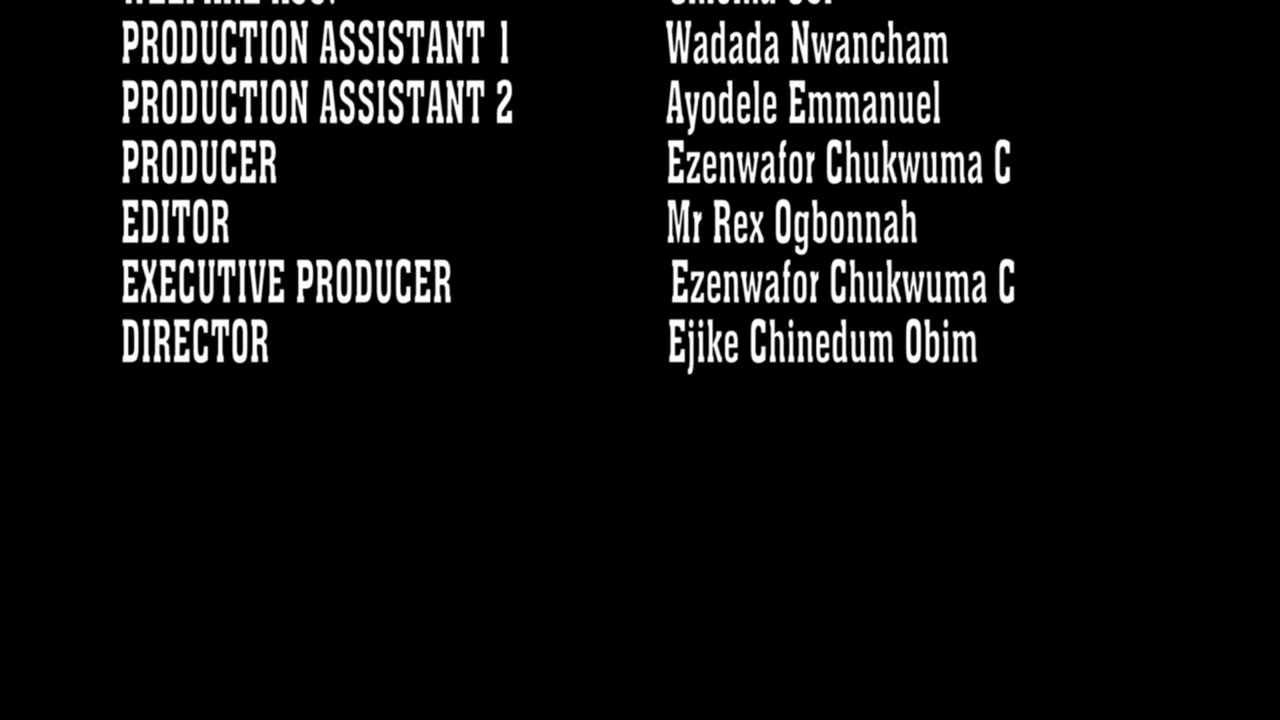 PRODUCTION ASSISTANT 1 Wadada Nwancham
PRODUCTION ASSISTANT 2 Ayodele Emmanuel
PRODUCER Ezenwafor Chukwuma C
EDITOR Mr Rex Ogbonnah
EXECUTIVE PRODUCER Ezenwafor Chukwuma C
DIRECTOR Ejike Chinedum Obim